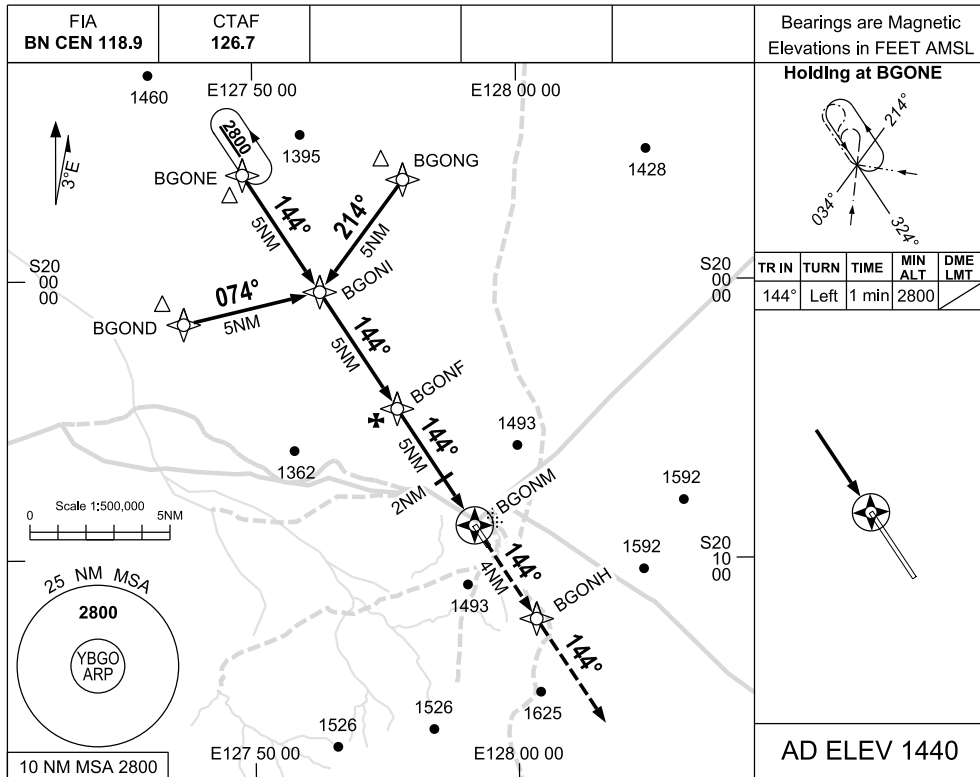 FIA
BN CEN 118.9
CTAF
126.7
Bearings are Magnetic
Elevations in FEET AMSL
Holding at BGONE
214°
034°
324°
TR IN TURN TIME MIN ALT DME LMT
144° Left 1 min 2800
1460
E127 50 00
E128 00 00
3°E
2800
1395
1428
BGONE
BGONG
144°
5NM
214°
5NM
S20
00
00
S20
00
00
BGONI
074°
5NM
BGOND
144°
5NM
BGONF
144°
5NM
1493
1362
2NM
BGONM
1592
Scale 1:500,000
0 5NM
S20
10
00
1592
144°
4NM
1493
BGONH
25 NM MSA
2800
YBGO
ARP
144°
1625
1526
1526
E127 50 00
E128 00 00
10 NM MSA 2800
AD ELEV 1440